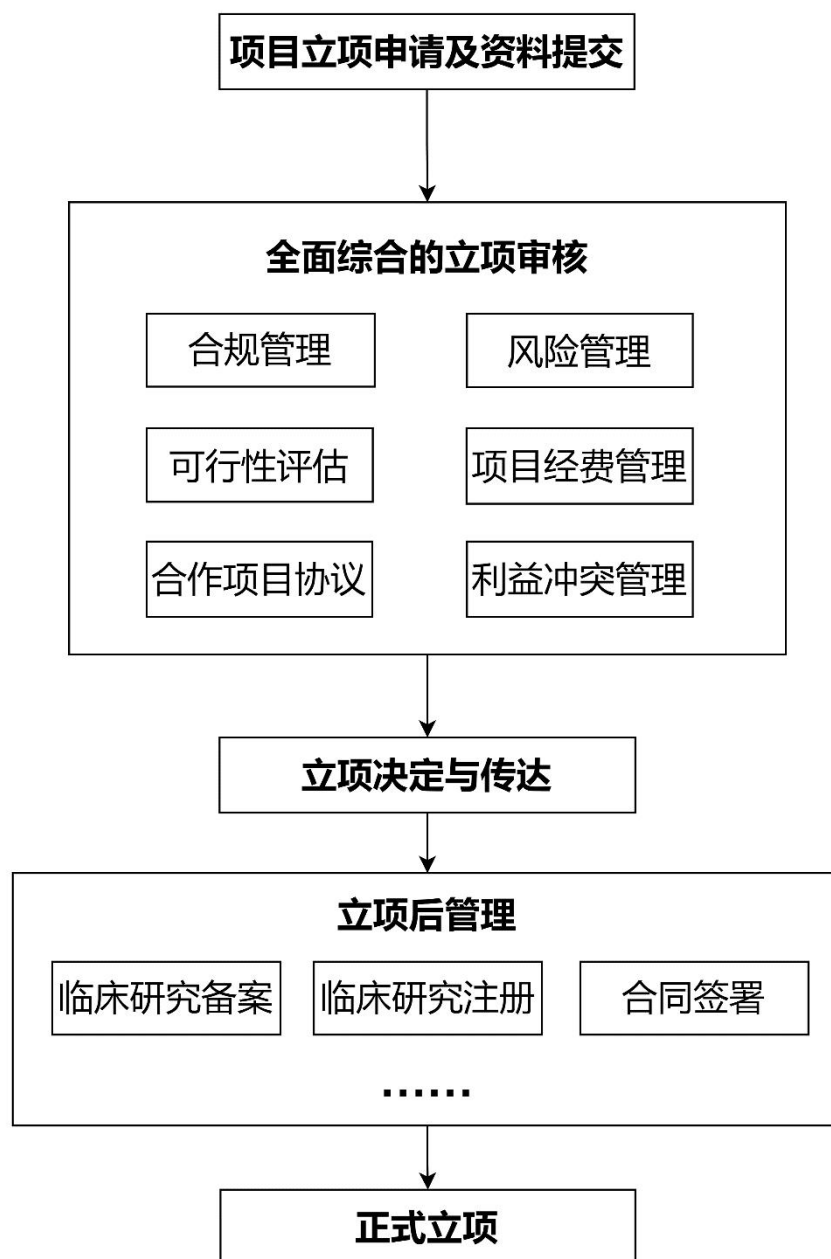 项目立项申请及资料提交
全面综合的立项审核
合规管理
风险管理
可行性评估
项目经费管理
合作项目协议
利益冲突管理
立项决定与传达
立项后管理
临床研究备案
临床研究注册
合同签署
......
正式立项